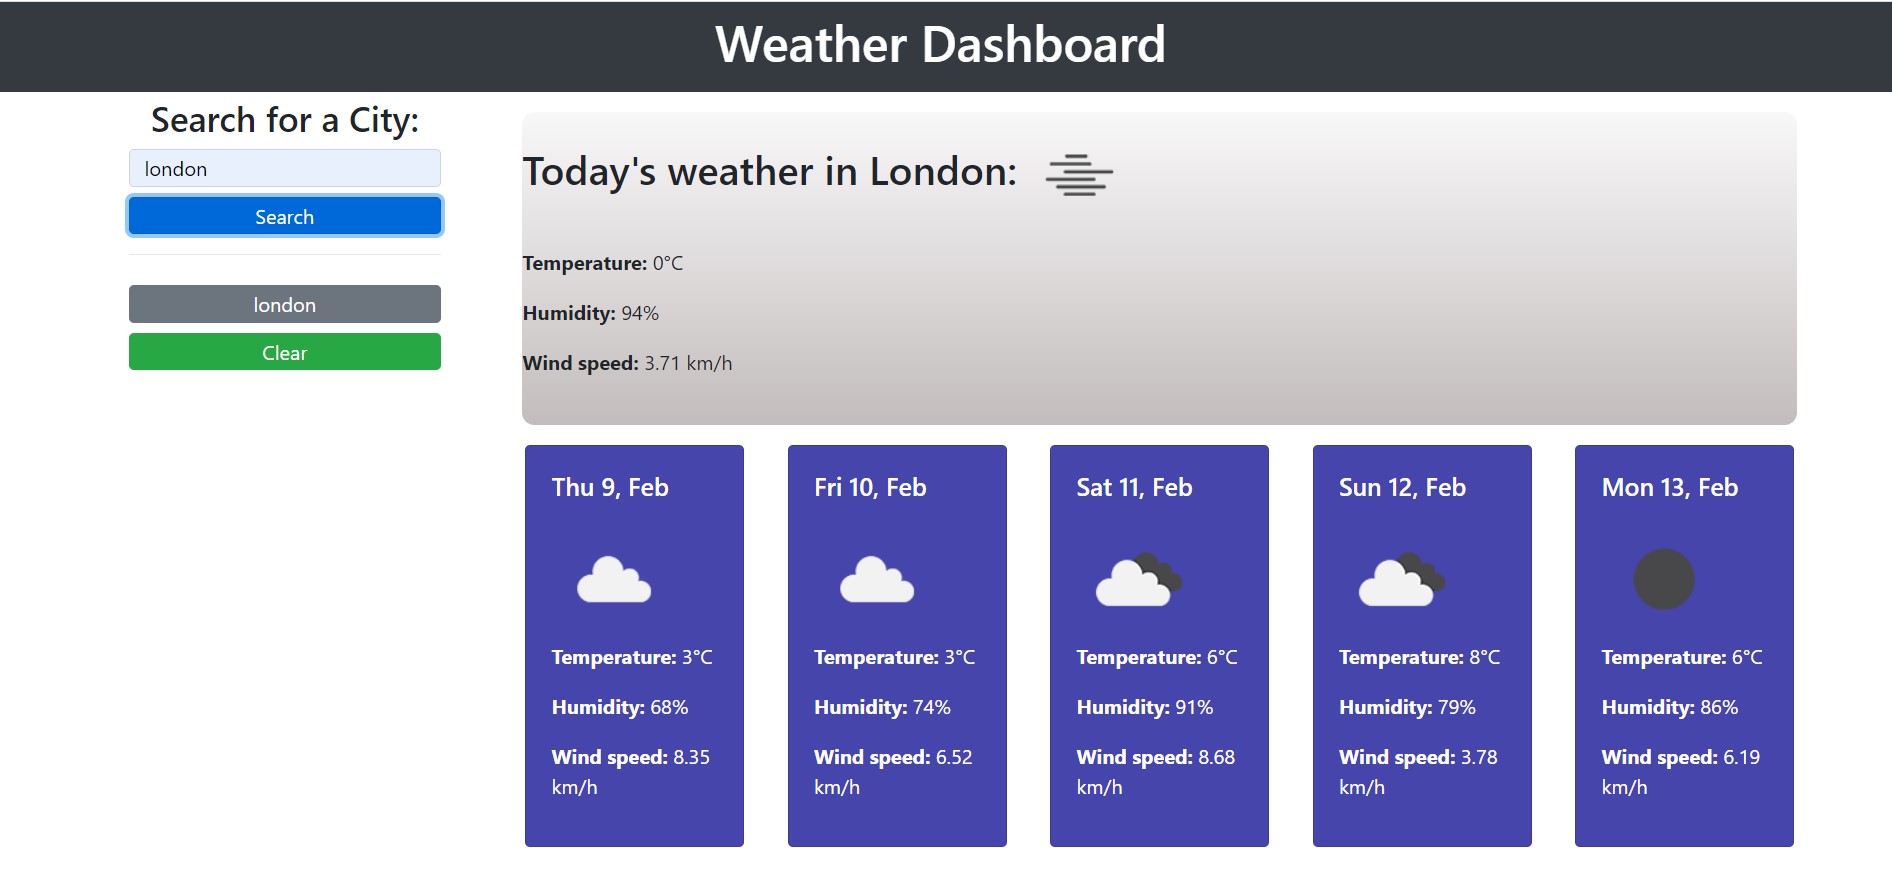 Weather Dashboard
Search for a City:
london
Search
london
Clear
Today's weather in London:
Temperature: 0°C
Humidity: 94%
Wind speed: 3.71 km/h
Thu 9, Feb
Temperature: 3°C
Humidity: 68%
Wind speed: 8.35
km/h
Fri 10, Feb
Temperature: 3°C
Humidity: 74%
Wind speed: 6.52
km/h
Sat 11, Feb
Temperature: 6°C
Humidity: 91%
Wind speed: 8.68
km/h
Sun 12, Feb
Temperature: 8°C
Humidity: 79%
Wind speed: 3.78
km/h
Mon 13, Feb
Temperature: 6°C
Humidity: 86%
Wind speed: 6.19
km/h